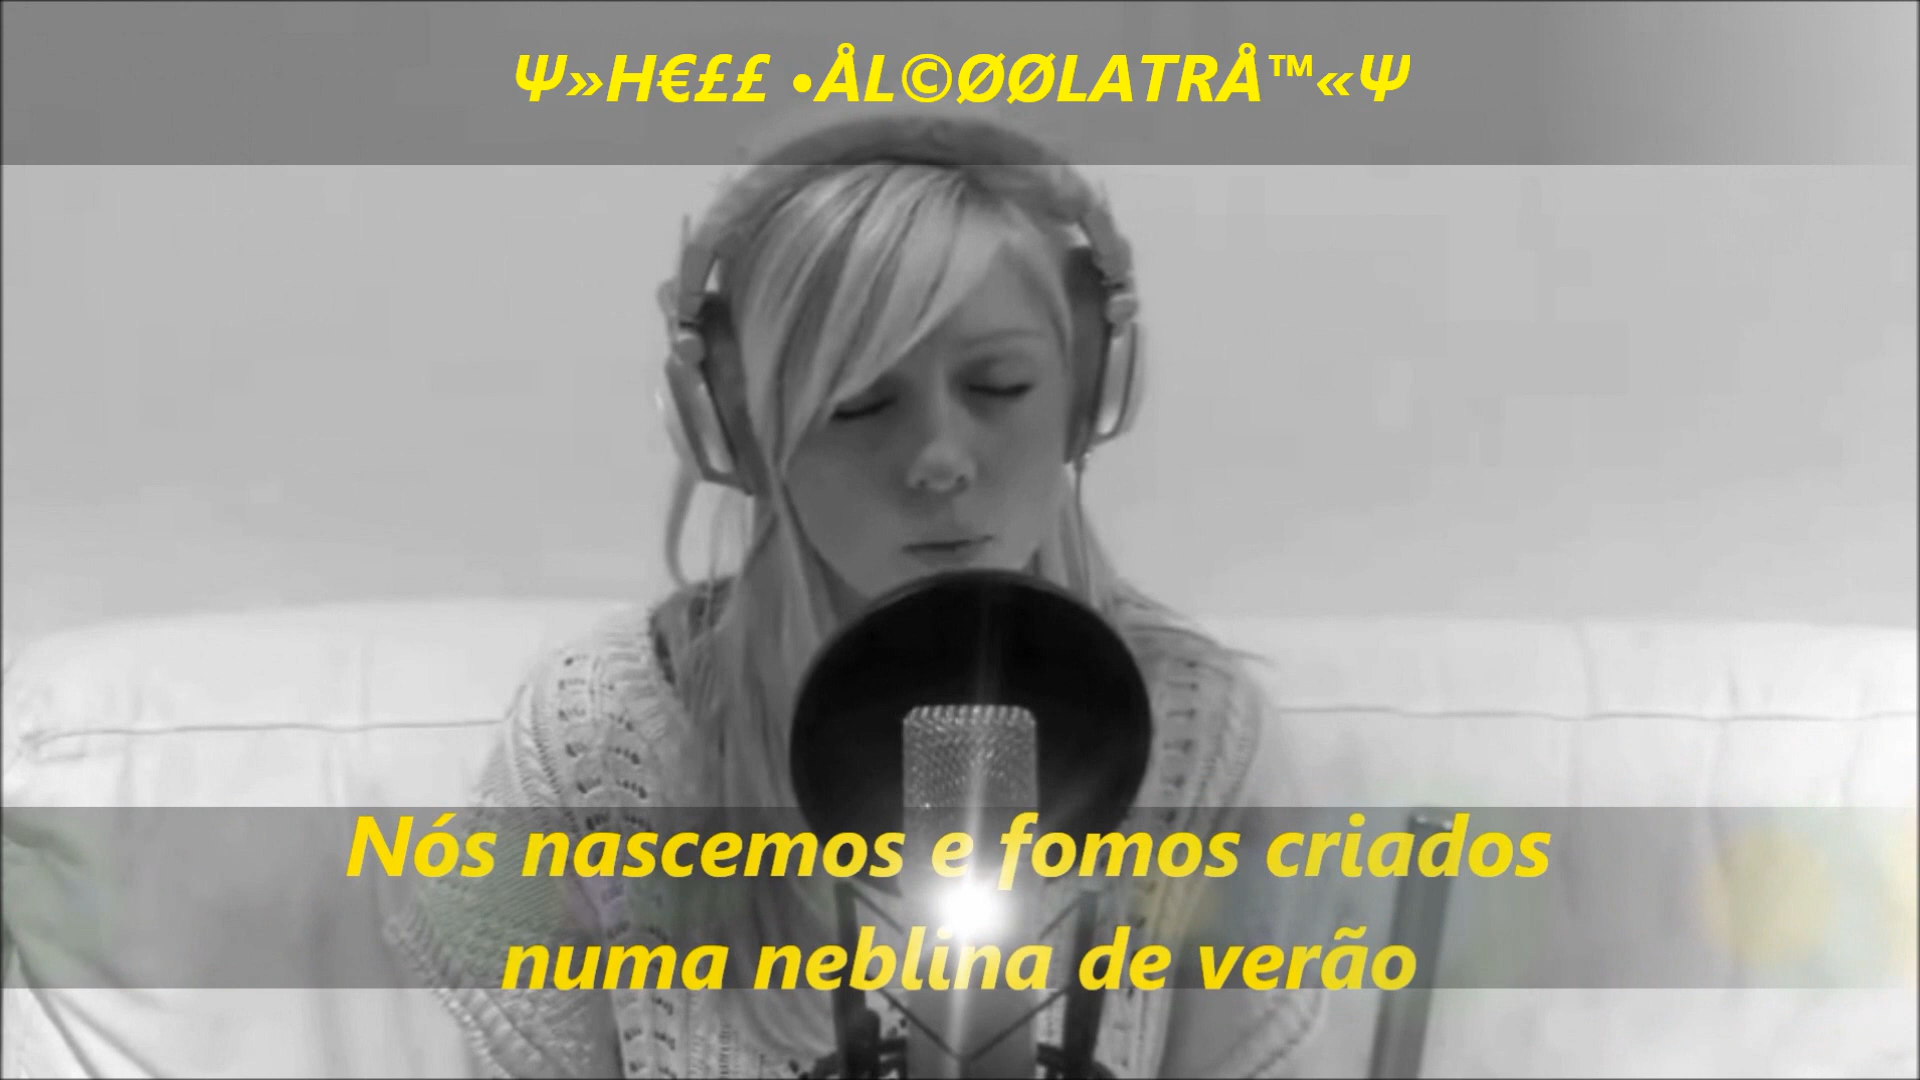 Ψ»H€££ •ÅL©ØØLATRÅ™«Ψ
Nós nascemos e fomos criados
numa neblina de verão